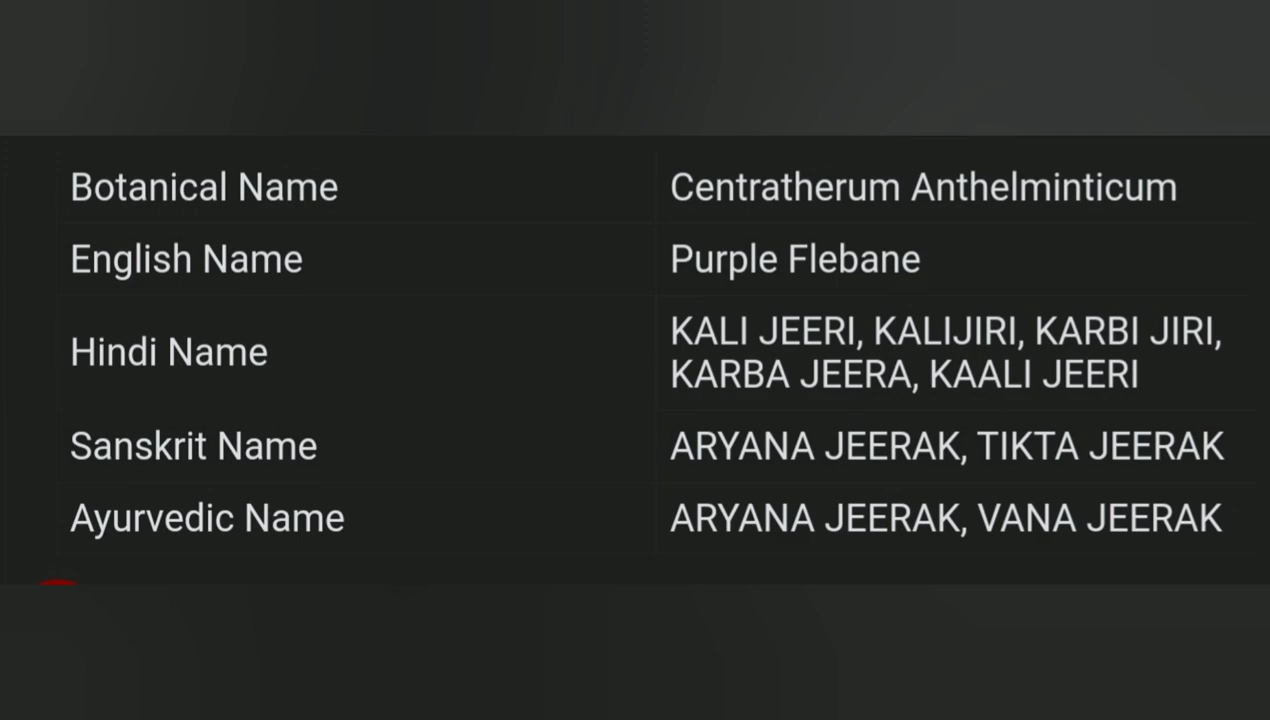 Botanical Name Centratherum Anthelminticum
English Name Purple Flebane
Hindi Name KALI JEERI, KALIJIRI, KARBI JIRI,
KARBA JEERA, KAALI JEERI
Sanskrit Name ARYANA JEERAK, TIKTA JEERAK
Ayurvedic Name ARYANA JEERAK, VANA JEERAK